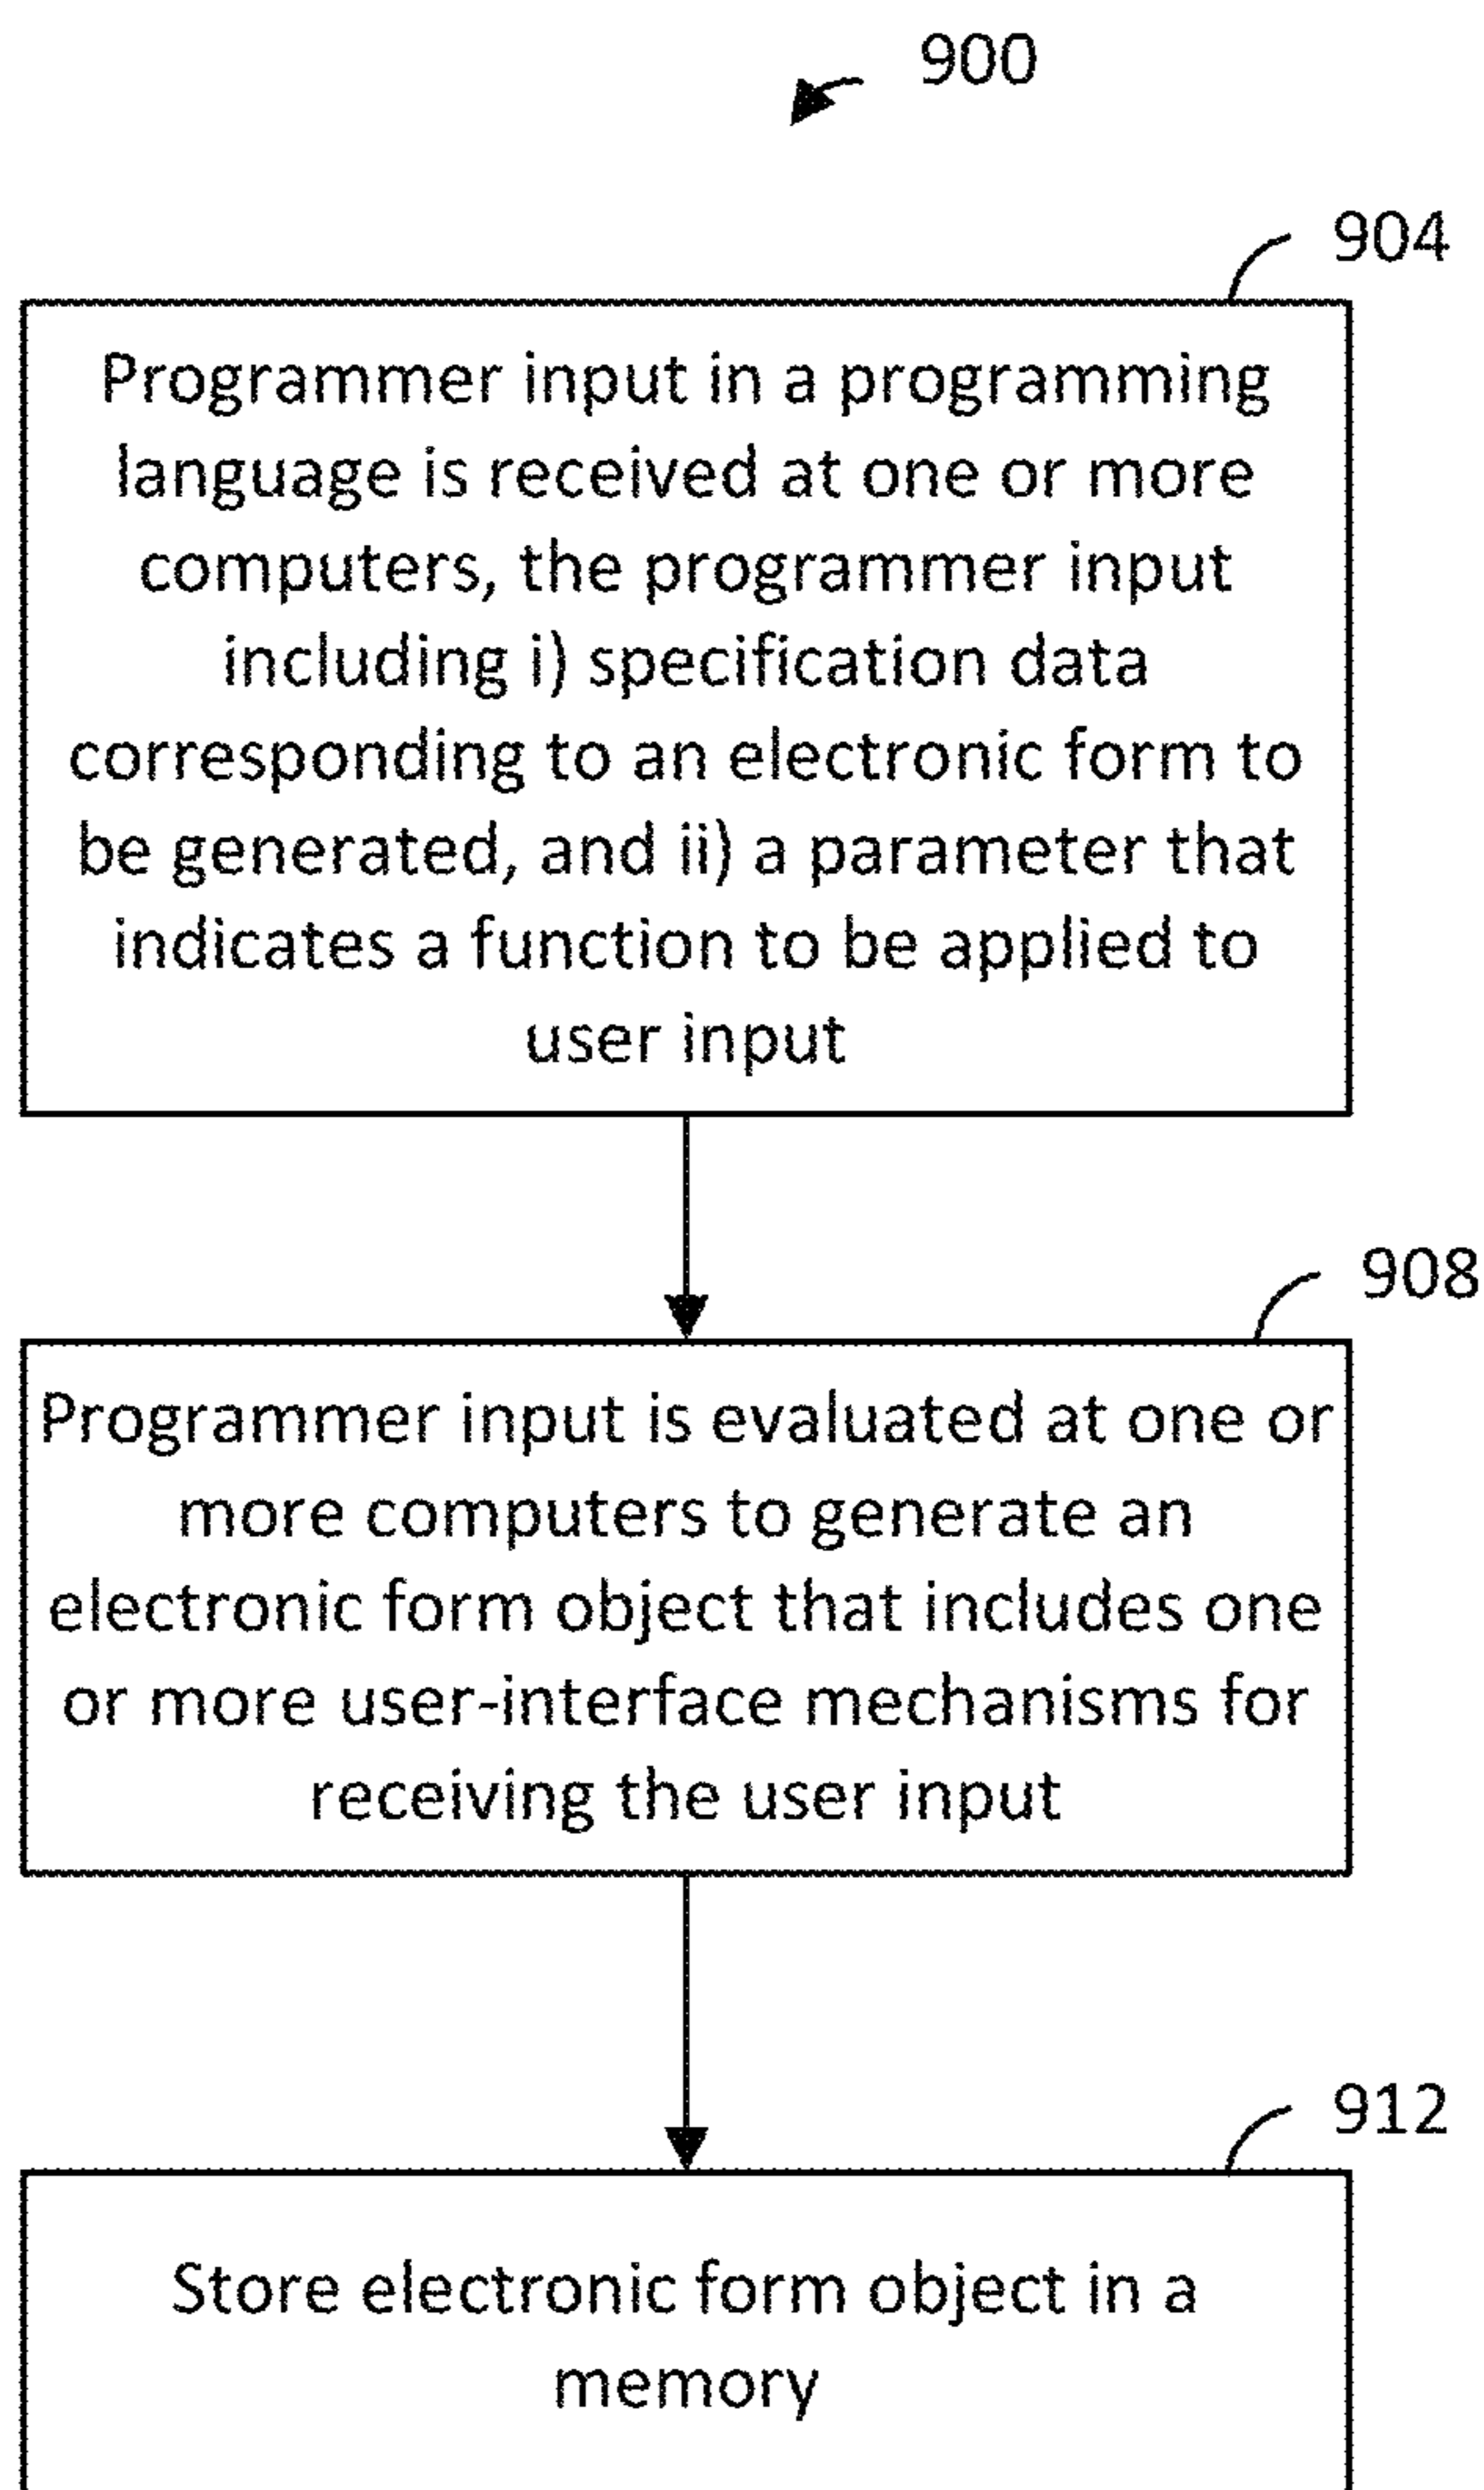 900
904
Programmer input in a programming
language is received at one or more
computers, the programmer input
including i) specification data
corresponding to an electronic form to
be generated, and ii) a parameter that
indicates a function to be applied to
user input
908
Programmer input is evaluated at one or
more computers to generate an
electronic form object that includes one
or more user-interface mechanisms for
receiving the user input
912
Store electronic form object in a
memory